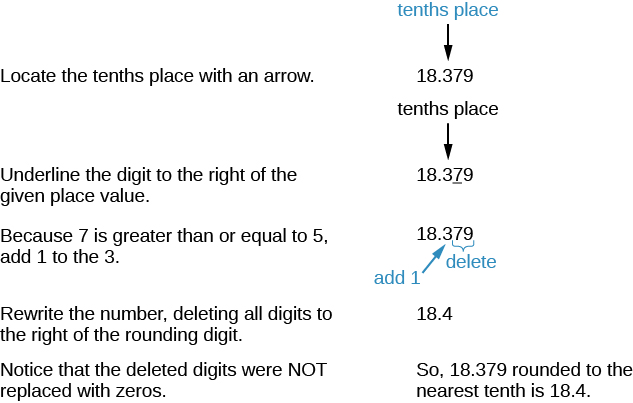 tenths place
Locate the tenths place with an arrow. 18.379
tenths place
Underline the digit to the right of the 18.379
given place value.
Because 7 is greater than or equal to 5, 18.379
add 1 to the 3. delete
add 1
Rewrite the number, deleting all digits to 18.4
the right of the rounding digit.
Notice that the deleted digits were NOT So, 18.379 rounded to the
replaced with zeros. nearest tenth is 18.4.